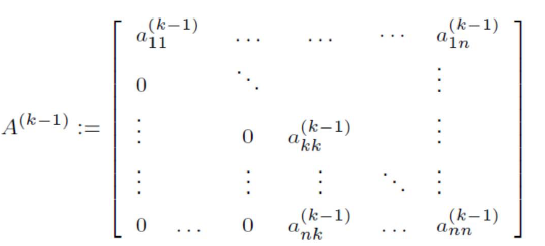 a_{11}^{(k-1)} … … ⋯ a_{1n}^{(k-1)}
0 ⋱ ⋮
A^{(k-1)} := ⋮ 0 a_{kk}^{(k-1)} ⋮
⋮ ⋮ ⋮ ⋱ ⋮
0 … 0 a_{nk}^{(k-1)} … a_{nn}^{(k-1)}